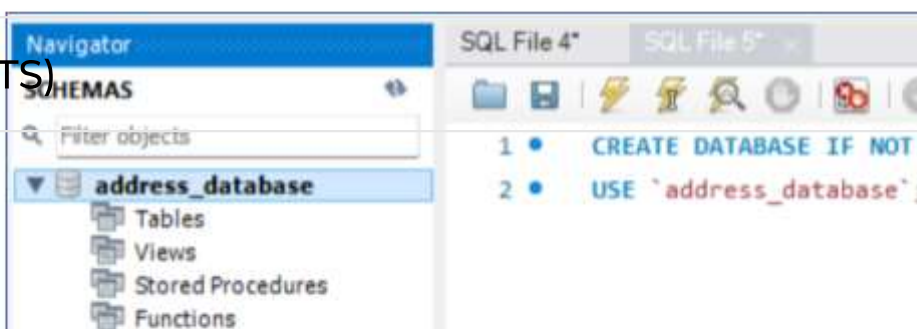 Navigator
SQL File 4* SQL File 5*
TS)
SCHEMAS
Filter objects
1 CREATE DATABASE IF NOT
address_database
2 USE `address_database`;
Tables
Views
Stored Procedures
Functions